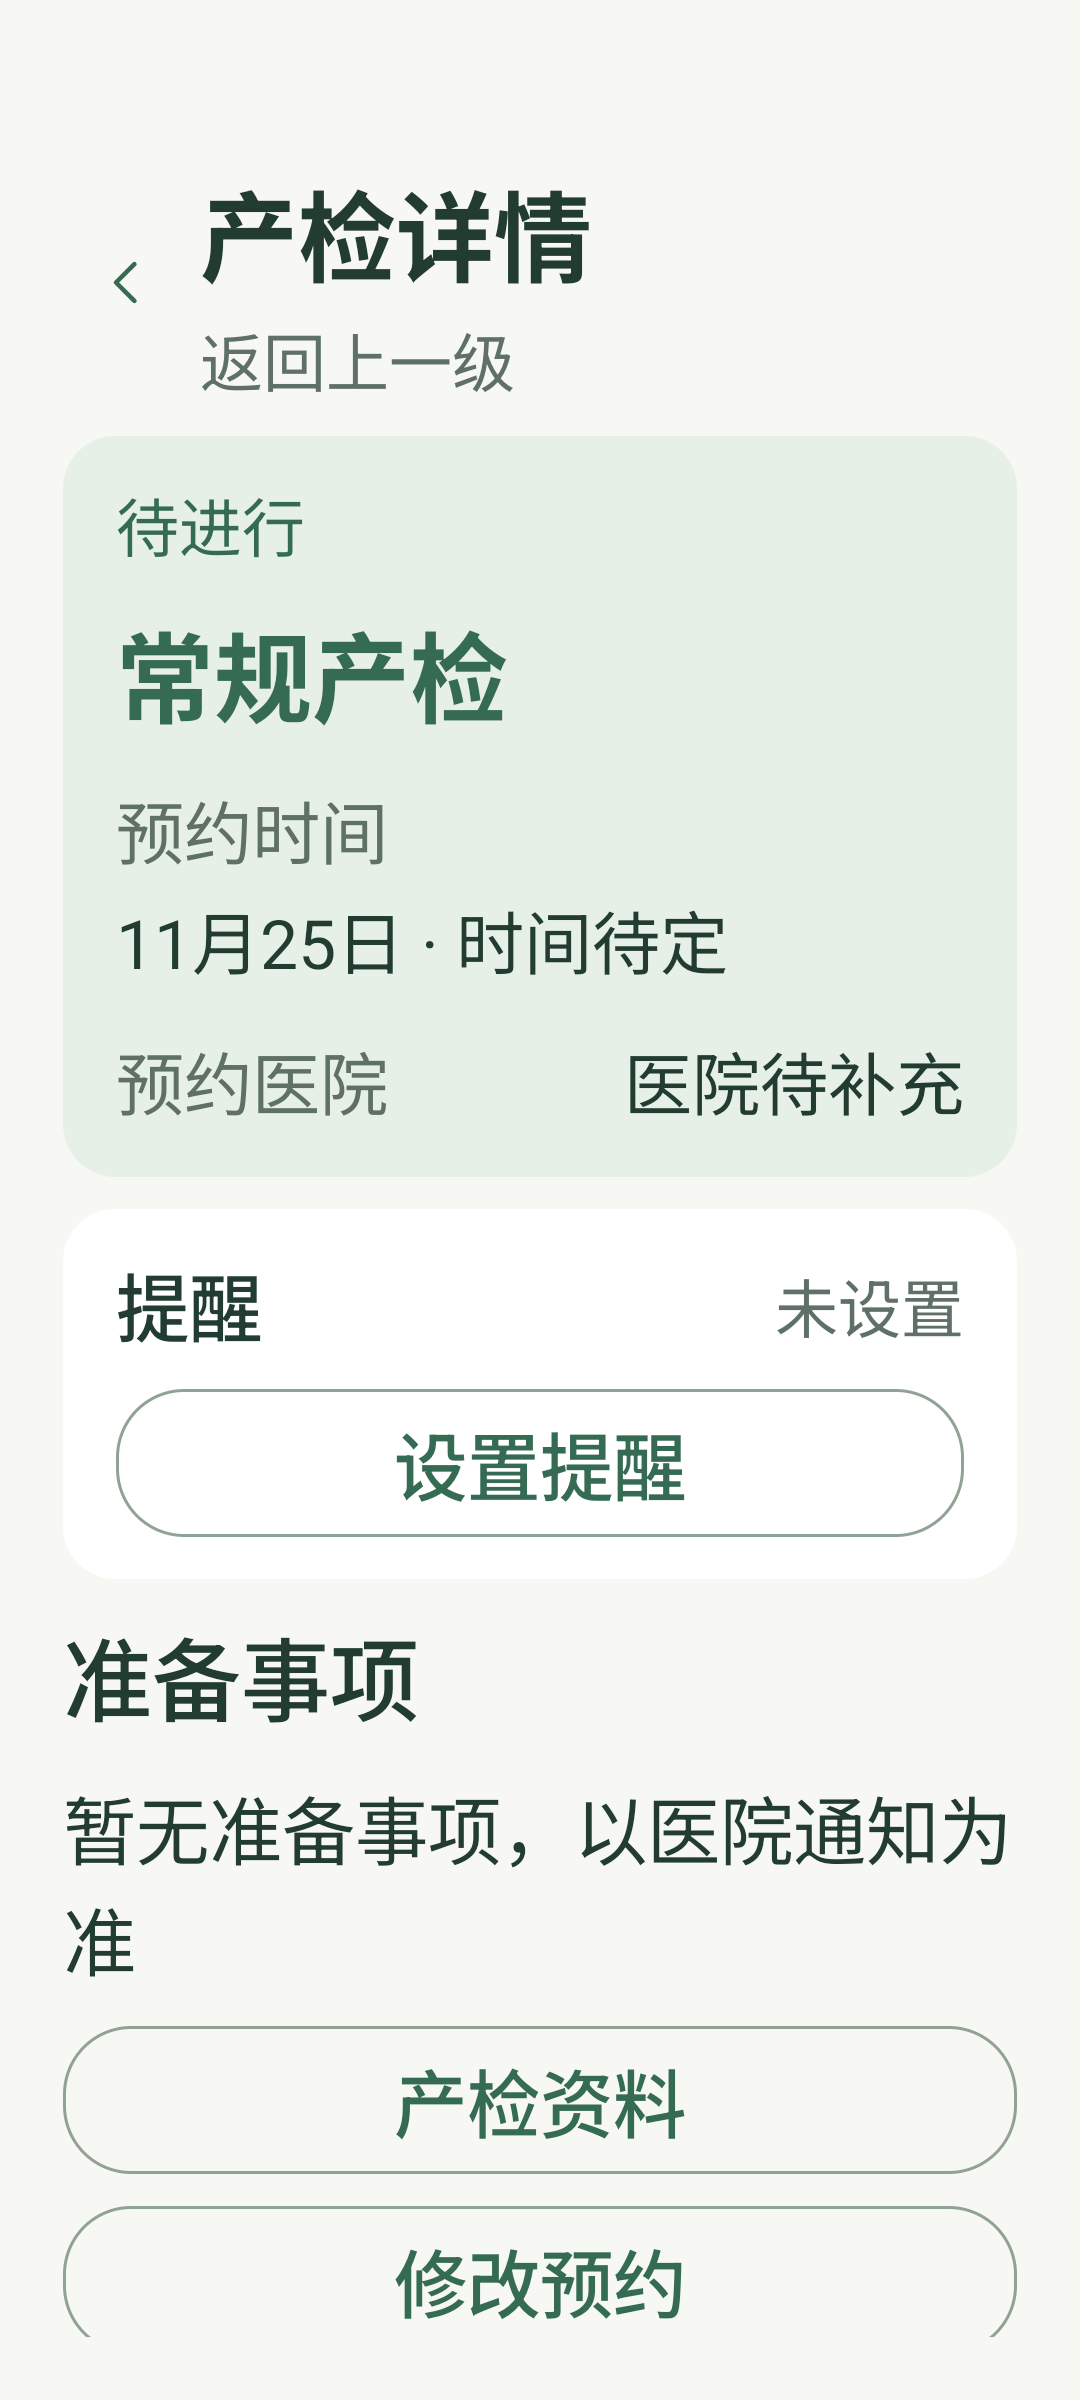 产检详情
返回上一级
待进行
常规产检
预约时间
11月25日 · 时间待定
预约医院 医院待补充
提醒 未设置
设置提醒
准备事项
暂无准备事项，以医院通知为
准
产检资料
修改预约